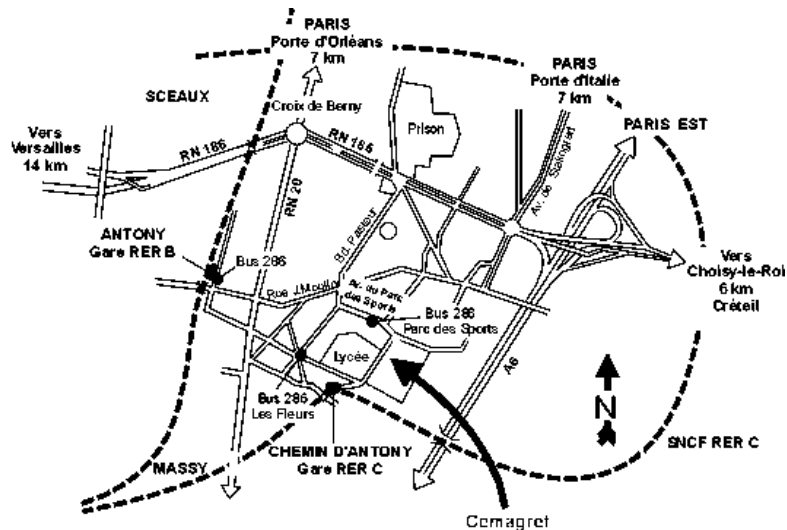 PARIS
Porte d'Orléans
7 km
PARIS
Porte d'Italie
7 km
SCEAUX
Croix de Berny
Prison
PARIS EST
Vers
Versailles
14 km
RN 186
RN 186
Av. de Stalingrad
RN 20
Bd. Pasteur
ANTONY
Gare RER B
Bus 286
Vers
Choisy-le-Roi
6 km
Créteil
Rue J.Moulin
Av. du Parc
des Sports
Bus 286
Parc des Sports
Lycée
A6
Bus 286
Les Fleurs
N
CHEMIN D'ANTONY
Gare RER C
MASSY
SNCF RER C
Cemagref